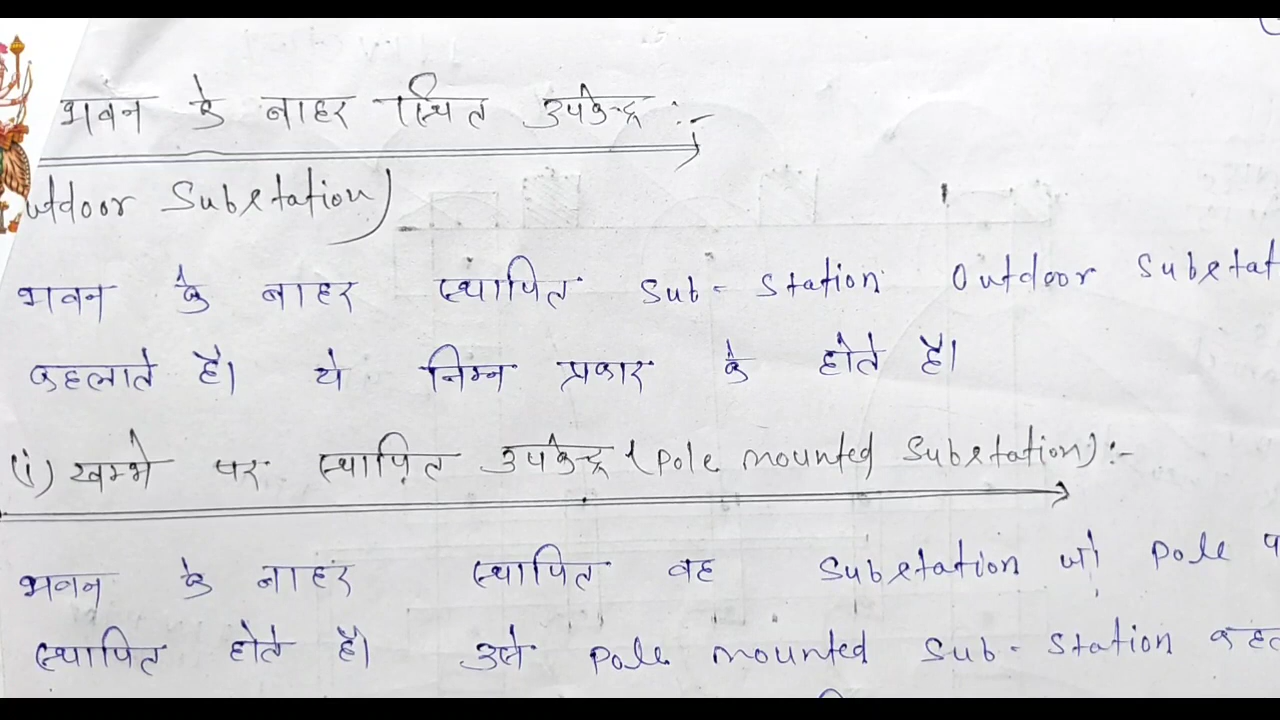 भवन के बाहर स्थित उपकेन्द्र :-
utdoor Substation)
भवन के बाहर स्थापित Sub-Station Outdoor Substat
कहलाते है। ये निम्न प्रकार के होते है।
(i) खम्भे पर स्थापित उपकेन्द्र (Pole mounted Substation) :-
भवन के बाहर स्थापित वह Substation जो Pole प
स्थापित होते है। उसे Pole mounted Sub-Station कहत